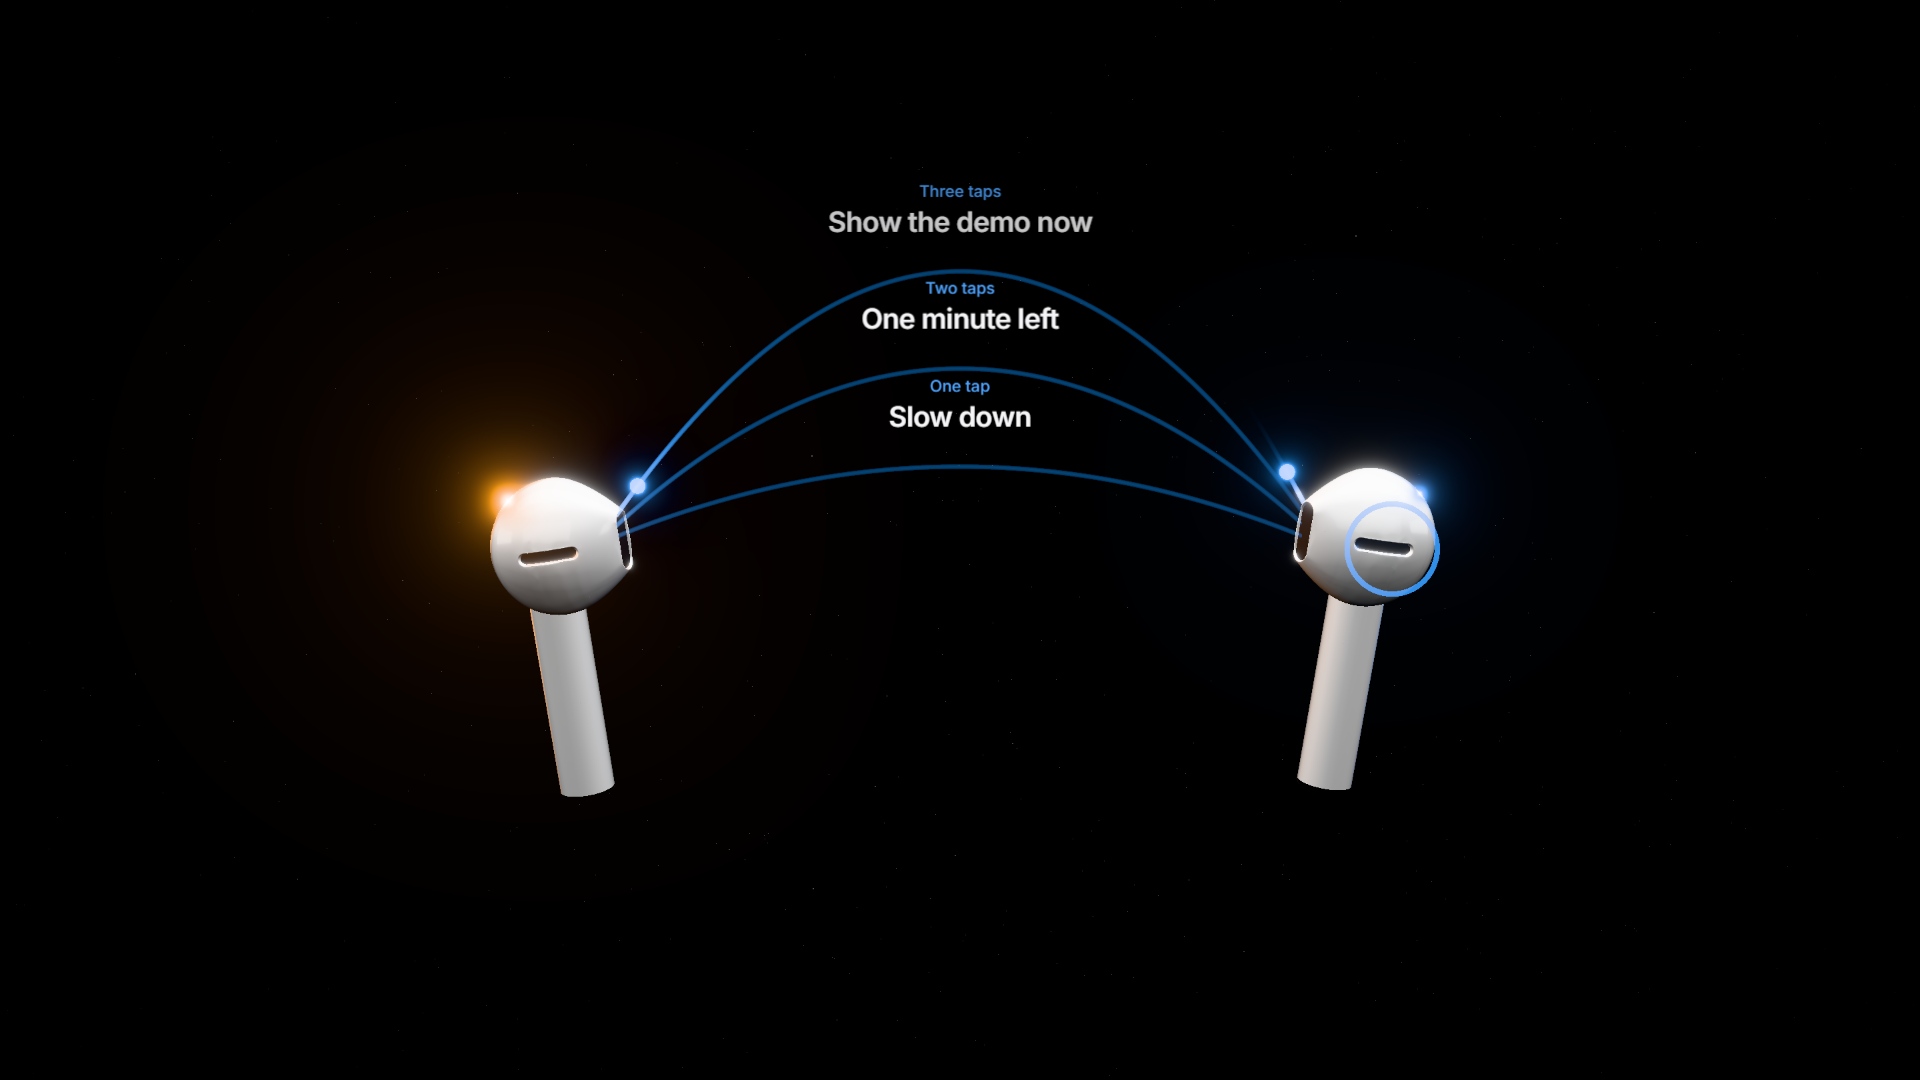 Three taps
Show the demo now
Two taps
One minute left
One tap
Slow down